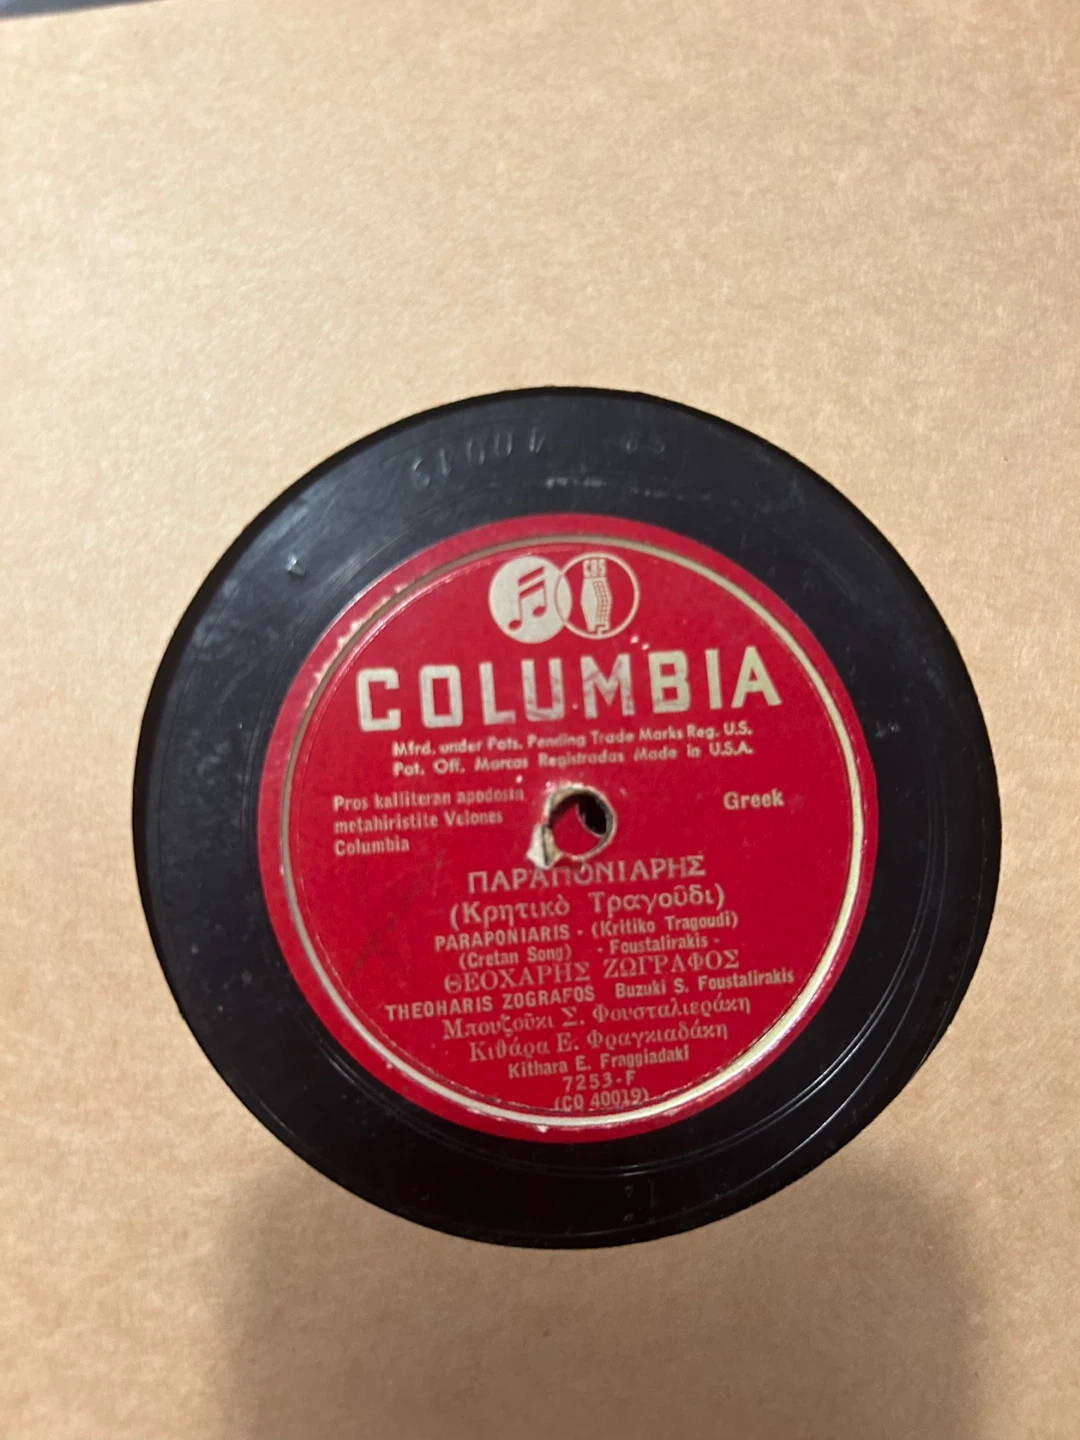 40019
CBS
COLUMBIA
Mfrd. under Pats. Pending Trade Marks Reg. U.S.
Pat. Off. Marcas Registradas Made in U.S.A.
Pros kalliteran apodosin
metahiristite Velones
Columbia
Greek
ΠΑΡΑΠΟΝΙΑΡΗΣ
(Κρητικὸ Τραγοῦδι)
PARAPONIARIS - (Kritiko Tragoudi)
(Cretan Song) - Foustalirakis -
ΘΕΟΧΑΡΗΣ ΖΩΓΡΑΦΟΣ
THEOHARIS ZOGRAFOS Buzuki S. Foustalirakis
Μπουζοῦκι Σ. Φουσταλιεράκη
Κιθάρα Ε. Φραγκιαδάκη
Kithara E. Fraggiadaki
7253-F
(CO 40019)